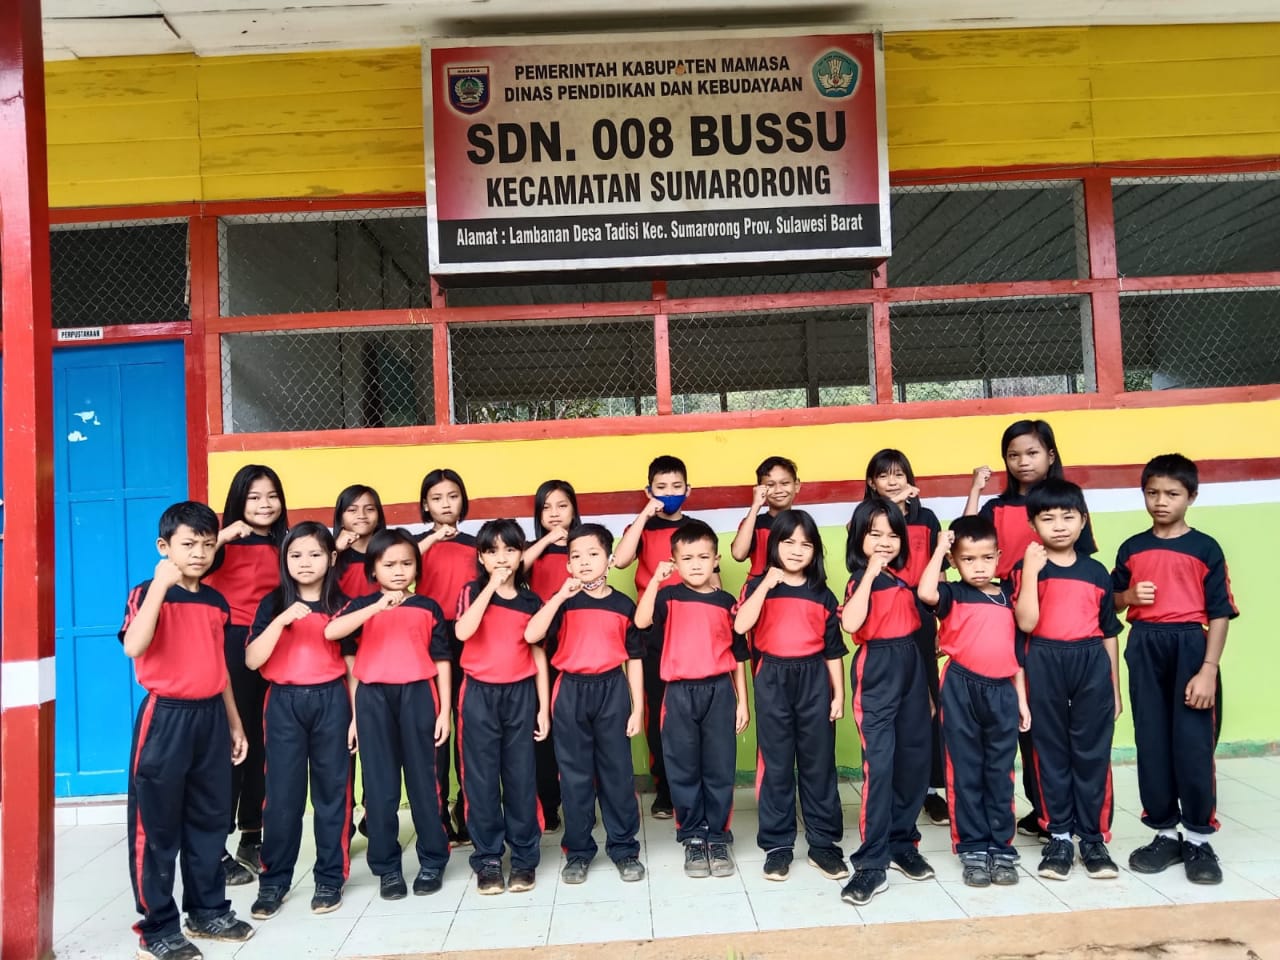 PEMERINTAH KABUPATEN MAMASA
DINAS PENDIDIKAN DAN KEBUDAYAAN
SDN. 008 BUSSU
KECAMATAN SUMARORONG
Alamat : Lambanan Desa Tadisi Kec. Sumarorong Prov. Sulawesi Barat
MAMASA
PERPUSTAKAAN